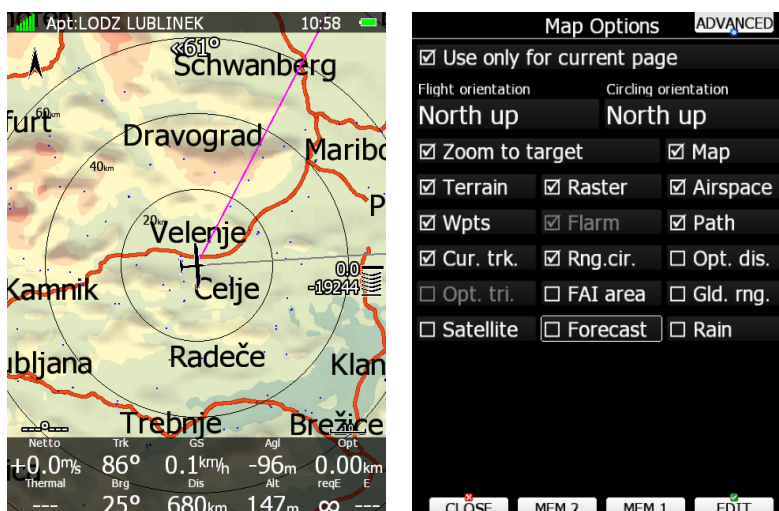 Apt:LODZ LUBLINEK 10:58
«61°
Schwanberg
furt
60km
Dravograd
Maribo
40km
P
20km
Velenje
0.0
-19244
Kamnik
Celje
Radeče
Klan
ubljana
Trebnje
Brežice
---°---
Netto Trk GS Agl Opt
+0.0m/s 86° 0.1km/h -96m 0.00km
Thermal Brg Dis Alt reqE E
--- 25° 680km 147m ∞ ---
Map Options ADVANCED
Use only for current page
Flight orientation Circling orientation
North up North up
Zoom to target Map
Terrain Raster Airspace
Wpts Flarm Path
Cur. trk. Rng.cir. Opt. dis.
Opt. tri. FAI area Gld. rng.
Satellite Forecast Rain
CLOSE MEM 2 MEM 1 EDIT